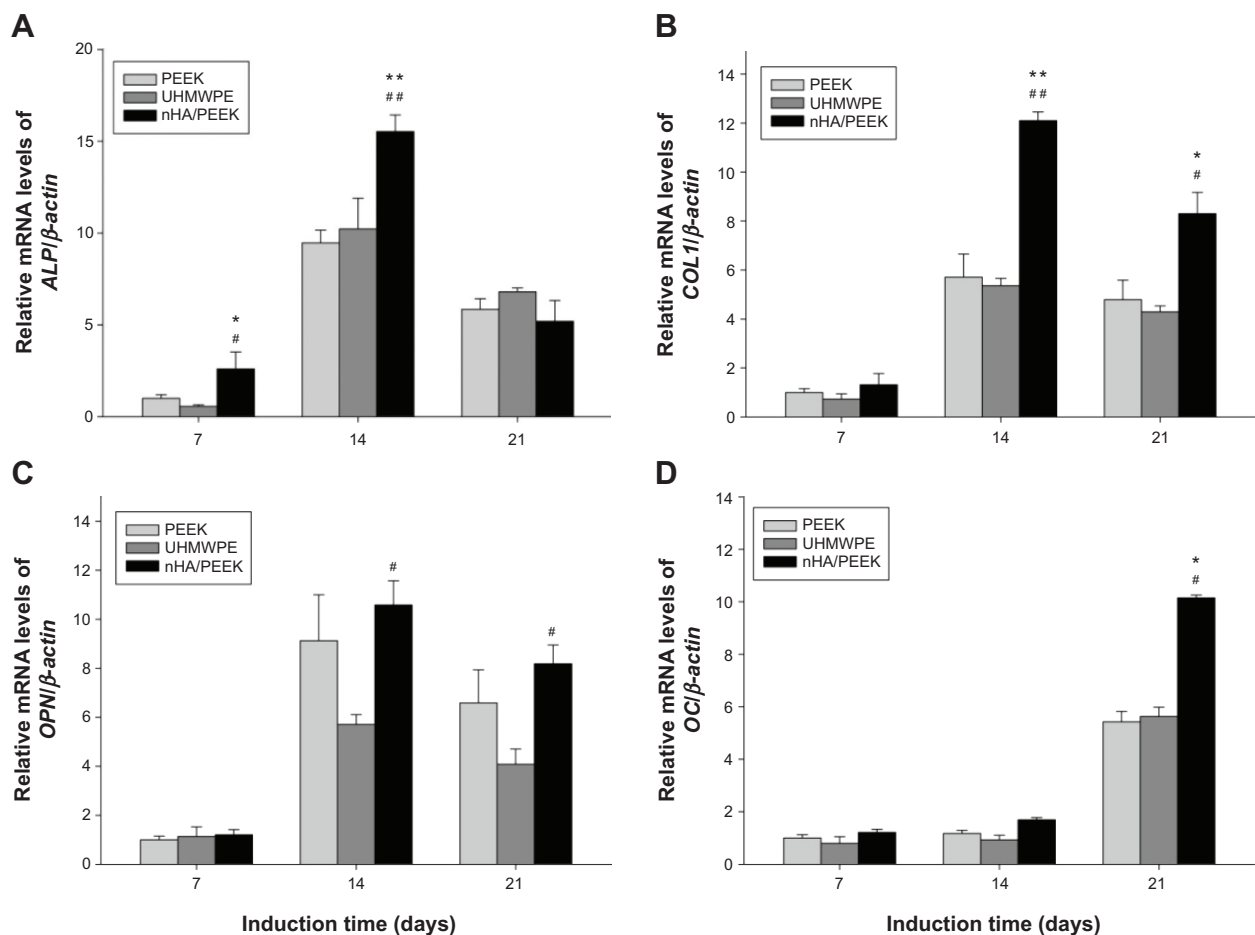 A
Relative mRNA levels of
ALP/β-actin
20
15
10
5
0
PEEK
UHMWPE
nHA/PEEK
*
#
**
##
7
14
21
B
Relative mRNA levels of
COL1/β-actin
14
12
10
8
6
4
2
0
PEEK
UHMWPE
nHA/PEEK
**
##
*
#
7
14
21
C
Relative mRNA levels of
OPN/β-actin
14
12
10
8
6
4
2
0
PEEK
UHMWPE
nHA/PEEK
#
#
7
14
21
Induction time (days)
D
Relative mRNA levels of
OC/β-actin
14
12
10
8
6
4
2
0
PEEK
UHMWPE
nHA/PEEK
*
#
7
14
21
Induction time (days)